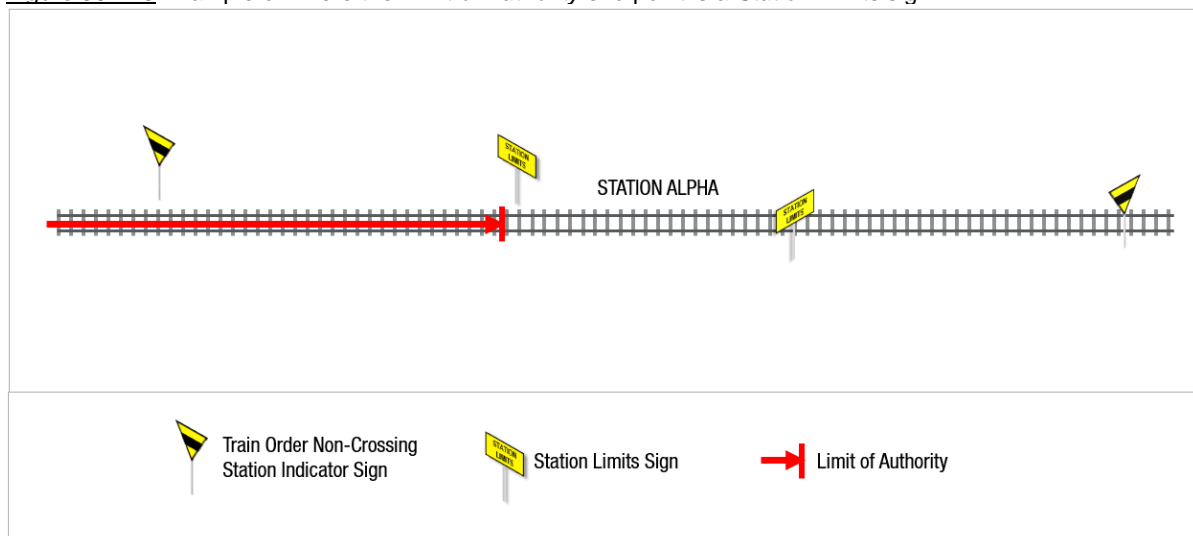 STATION
LIMITS
STATION ALPHA
STATION
LIMITS
Train Order Non-Crossing
Station Indicator Sign
STATION
LIMITS
Station Limits Sign
Limit of Authority